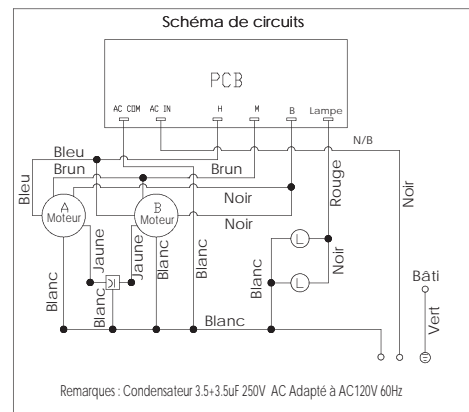 Schéma de circuits
PCB
AC COM AC IN H M B Lampe
N/B
Bleu
Brun Brun
Bleu
Noir
Rouge
Noir
A
Moteur
B
Moteur
Noir
Jaune
Jaune
Blanc
Blanc
Blanc
Blanc
Blanc
L
Noir
L
Bâti
Vert
Blanc
Remarques : Condensateur 3.5+3.5uF 250V AC Adapté à AC120V 60Hz